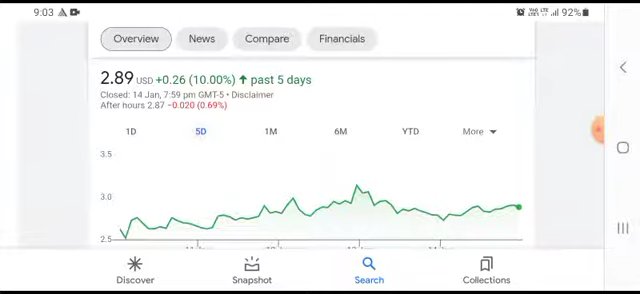 9:03 92%
Overview News Compare Financials
2.89 USD +0.26 (10.00%) ↑ past 5 days
Closed: 14 Jan, 7:59 pm GMT-5 • Disclaimer
After hours 2.87 −0.020 (0.69%)
1D 5D 1M 6M YTD More
3.5
3.0
2.5
Discover Snapshot Search Collections